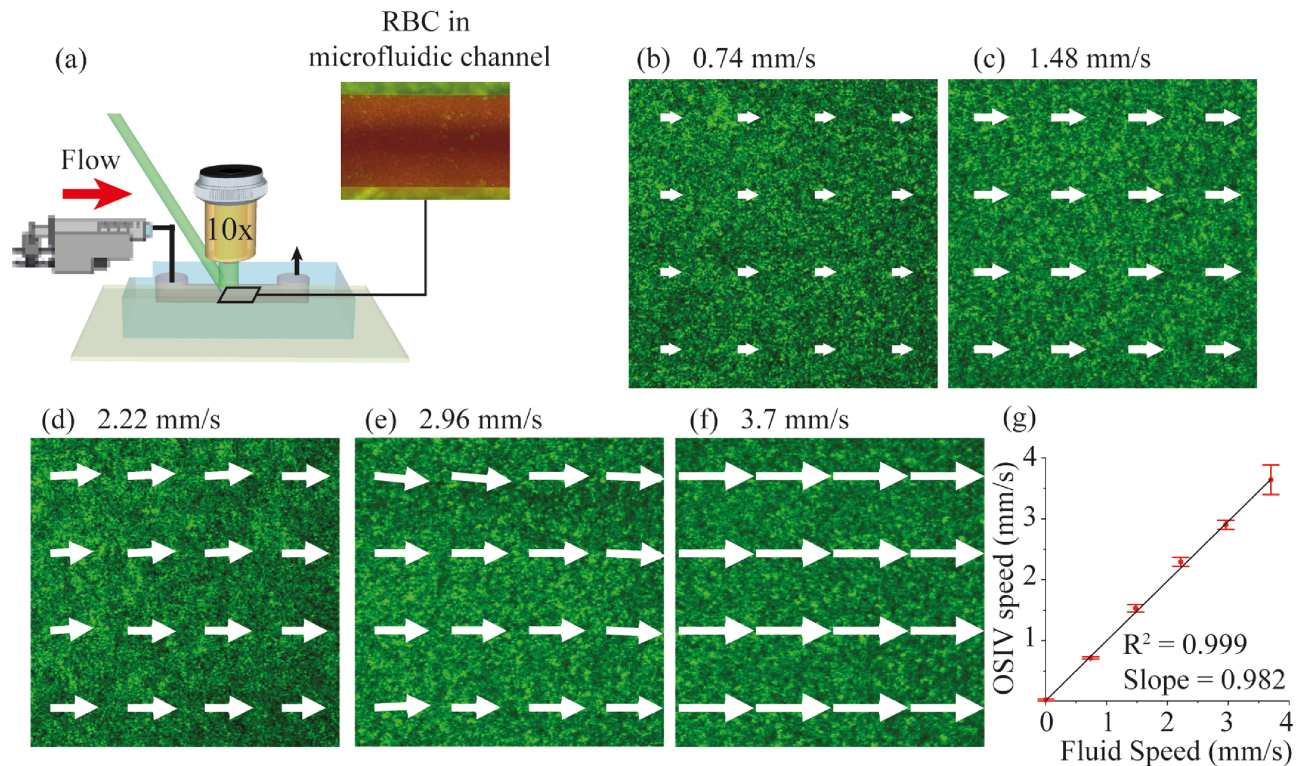 RBC in
microfluidic channel
(a)
Flow
10x
(b) 0.74 mm/s
(c) 1.48 mm/s
(d) 2.22 mm/s
(e) 2.96 mm/s
(f) 3.7 mm/s
(g)
OSIV speed (mm/s)
4
3
2
1
R² = 0.999
Slope = 0.982
0 1 2 3 4
Fluid Speed (mm/s)